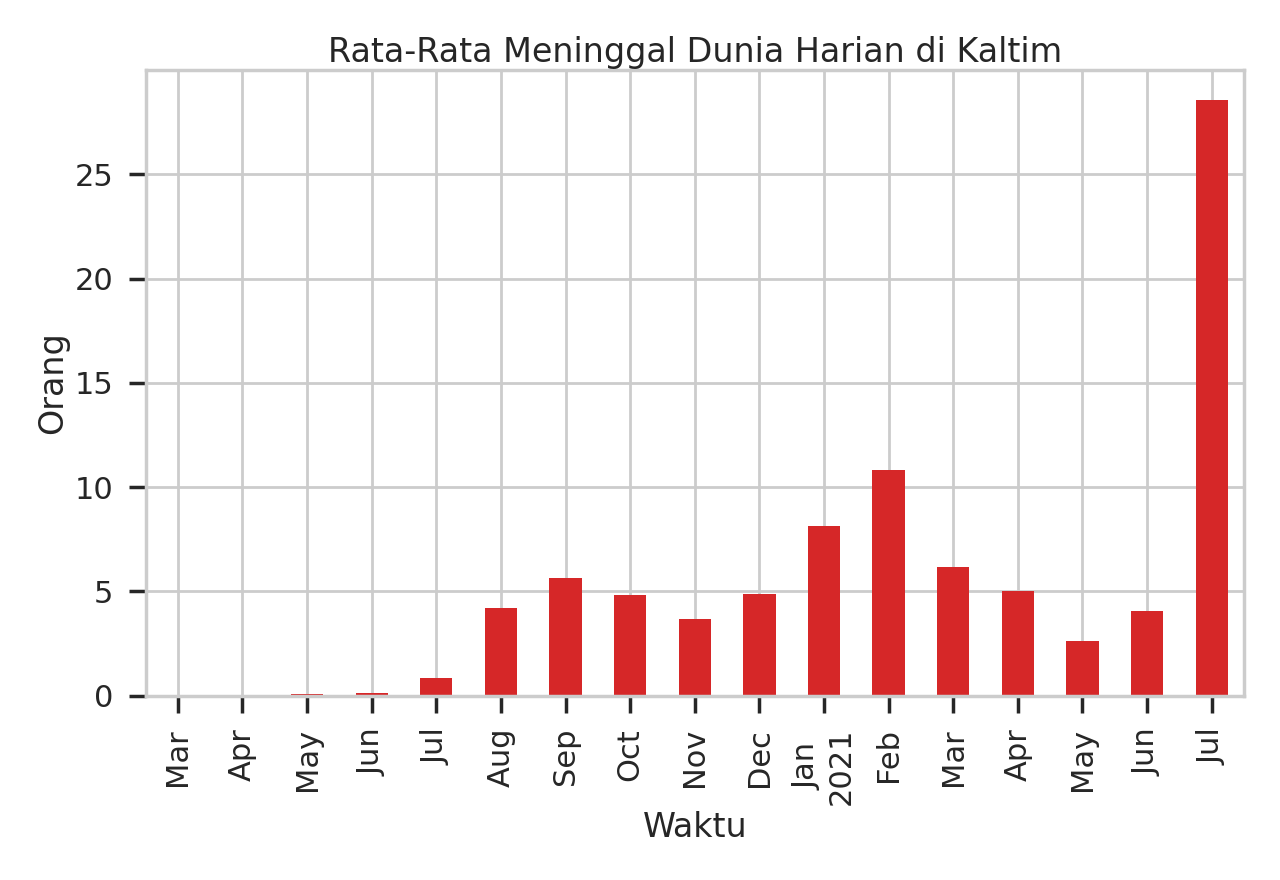 Rata-Rata Meninggal Dunia Harian di Kaltim
Orang
25
20
15
10
5
0
Mar
Apr
May
Jun
Jul
Aug
Sep
Oct
Nov
Dec
Jan
2021
Feb
Mar
Apr
May
Jun
Jul
Waktu